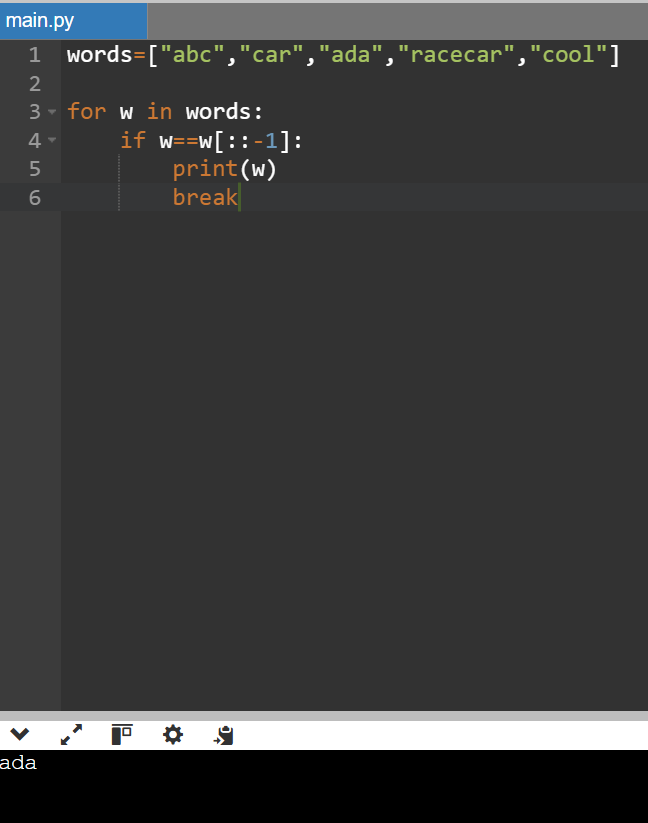 main.py
1 words=["abc","car","ada","racecar","cool"]
2
3 for w in words:
4     if w==w[::-1]:
5         print(w)
6         break
ada